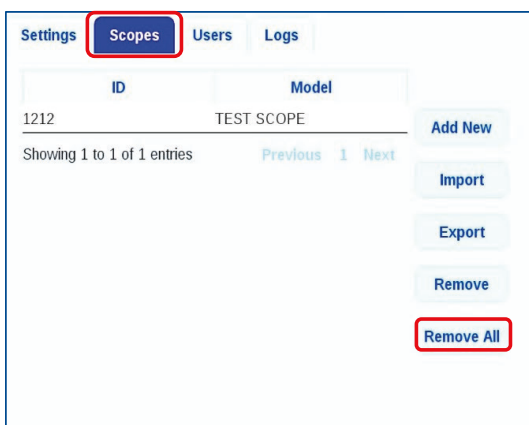 Settings Scopes Users Logs
ID Model
1212 TEST SCOPE
Showing 1 to 1 of 1 entries Previous 1 Next
Add New
Import
Export
Remove
Remove All